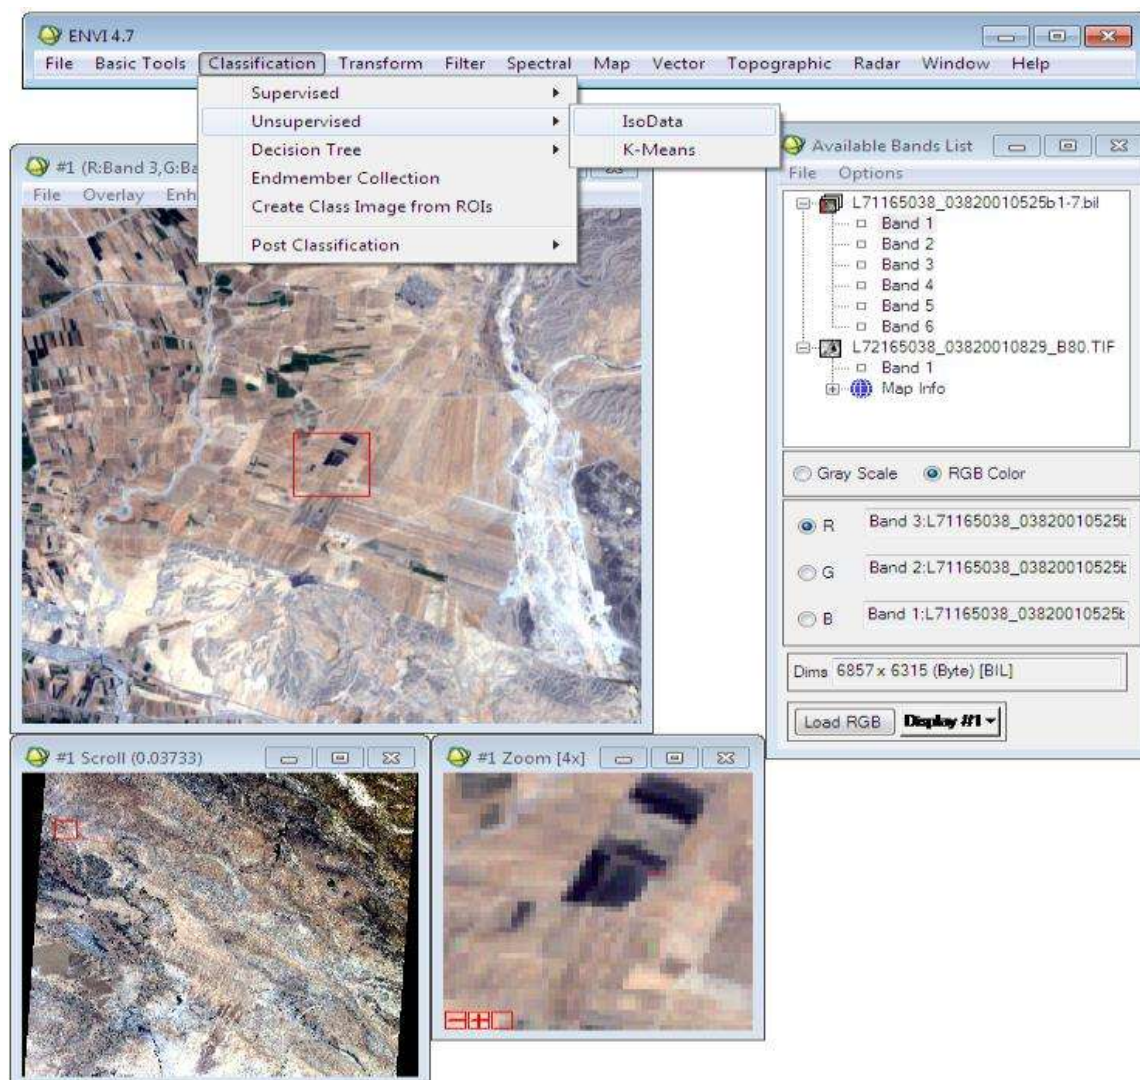 ENVI 4.7
File Basic Tools Classification Transform Filter Spectral Map Vector Topographic Radar Window Help
Supervised
Unsupervised
Decision Tree
Endmember Collection
Create Class Image from ROIs
Post Classification
IsoData
K-Means
#1 (R:Band 3,G:Ba
File Overlay Enh
Available Bands List
File Options
L71165038_03820010525b1-7.bil
Band 1
Band 2
Band 3
Band 4
Band 5
Band 6
L72165038_03820010829_B80.TIF
Band 1
Map Info
Gray Scale RGB Color
R Band 3:L71165038_03820010525b
G Band 2:L71165038_03820010525b
B Band 1:L71165038_03820010525b
Dims 6857 x 6315 (Byte) [BIL]
Load RGB Display #1
#1 Scroll (0.03733)
#1 Zoom [4x]